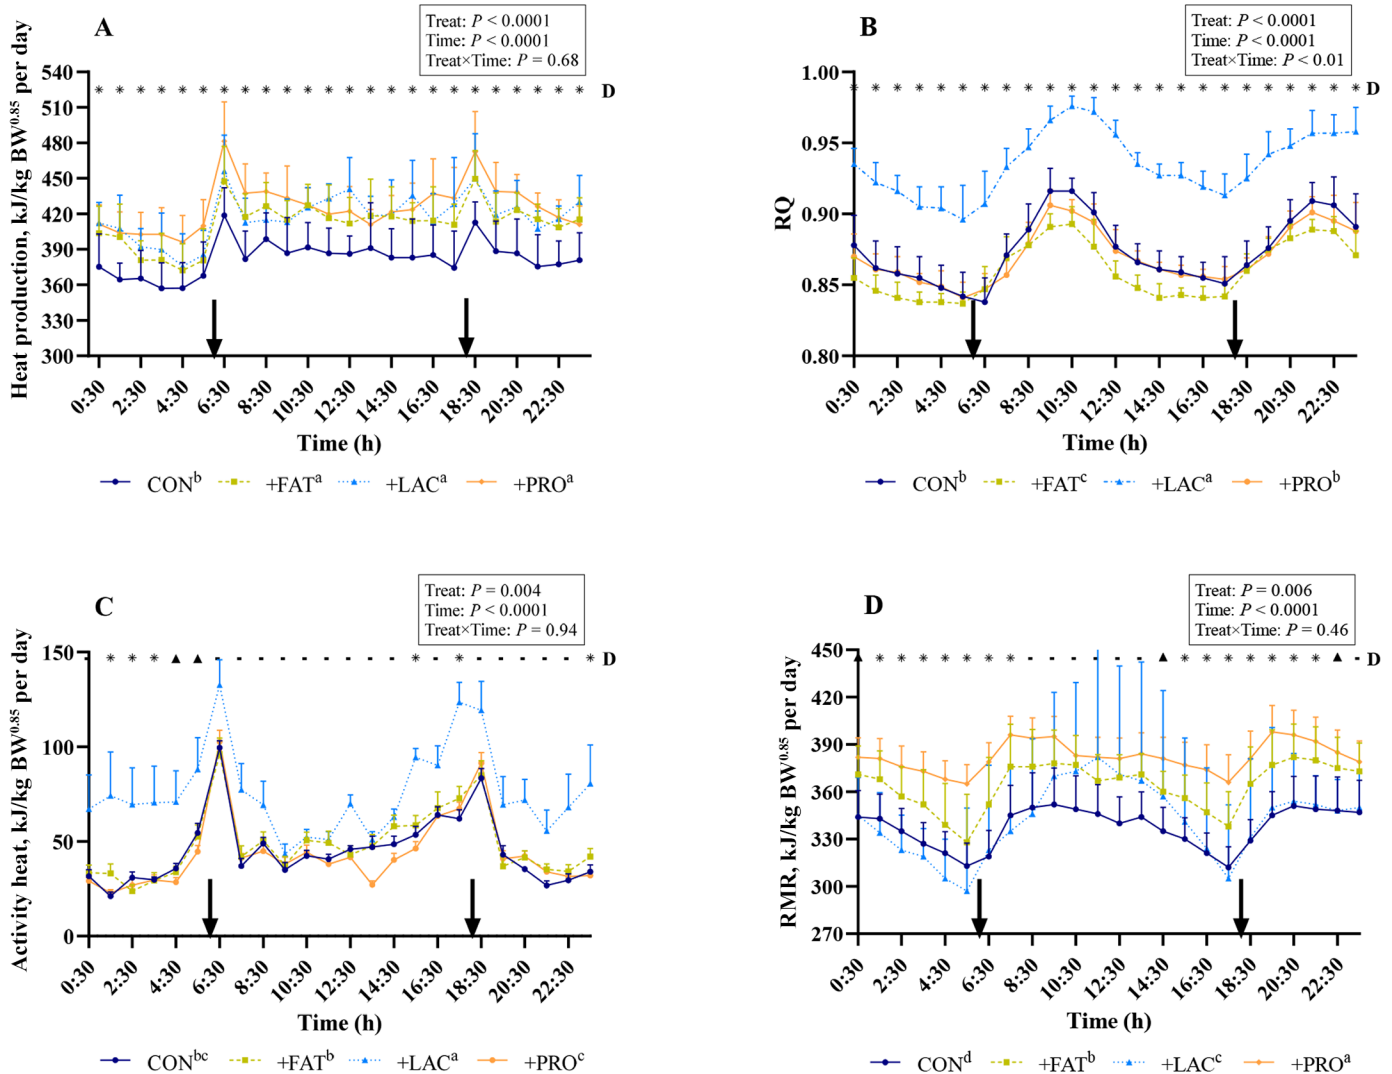 A
Treat: P < 0.0001
Time: P < 0.0001
Treat×Time: P = 0.68
Heat production, kJ/kg BW0.85 per day
540
510
480
450
420
390
360
330
300
* * * * * * * * * * * * * * * * * * * * * * * * D
0:30 2:30 4:30 6:30 8:30 10:30 12:30 14:30 16:30 18:30 20:30 22:30
Time (h)
CONb +FATa +LACa +PROa
B
Treat: P < 0.0001
Time: P < 0.0001
Treat×Time: P < 0.01
RQ
1.00
0.95
0.90
0.85
0.80
* * * * * * * * * * * * * * * * * * * * * * * * D
0:30 2:30 4:30 6:30 8:30 10:30 12:30 14:30 16:30 18:30 20:30 22:30
Time (h)
CONb +FATc +LACa +PROb
C
Treat: P = 0.004
Time: P < 0.0001
Treat×Time: P = 0.94
Activity heat, kJ/kg BW0.85 per day
150
100
50
0
* * * ▲ ▲ - - - - - - - - - * - * - - - - - * D
0:30 2:30 4:30 6:30 8:30 10:30 12:30 14:30 16:30 18:30 20:30 22:30
Time (h)
CONbc +FATb +LACa +PROc
D
Treat: P = 0.006
Time: P < 0.0001
Treat×Time: P = 0.46
RMR, kJ/kg BW0.85 per day
450
420
390
360
330
300
270
▲ * * * * * * * - - - - - - ▲ * * * * * * * ▲ - D
0:30 2:30 4:30 6:30 8:30 10:30 12:30 14:30 16:30 18:30 20:30 22:30
Time (h)
CONd +FATb +LACc +PROa